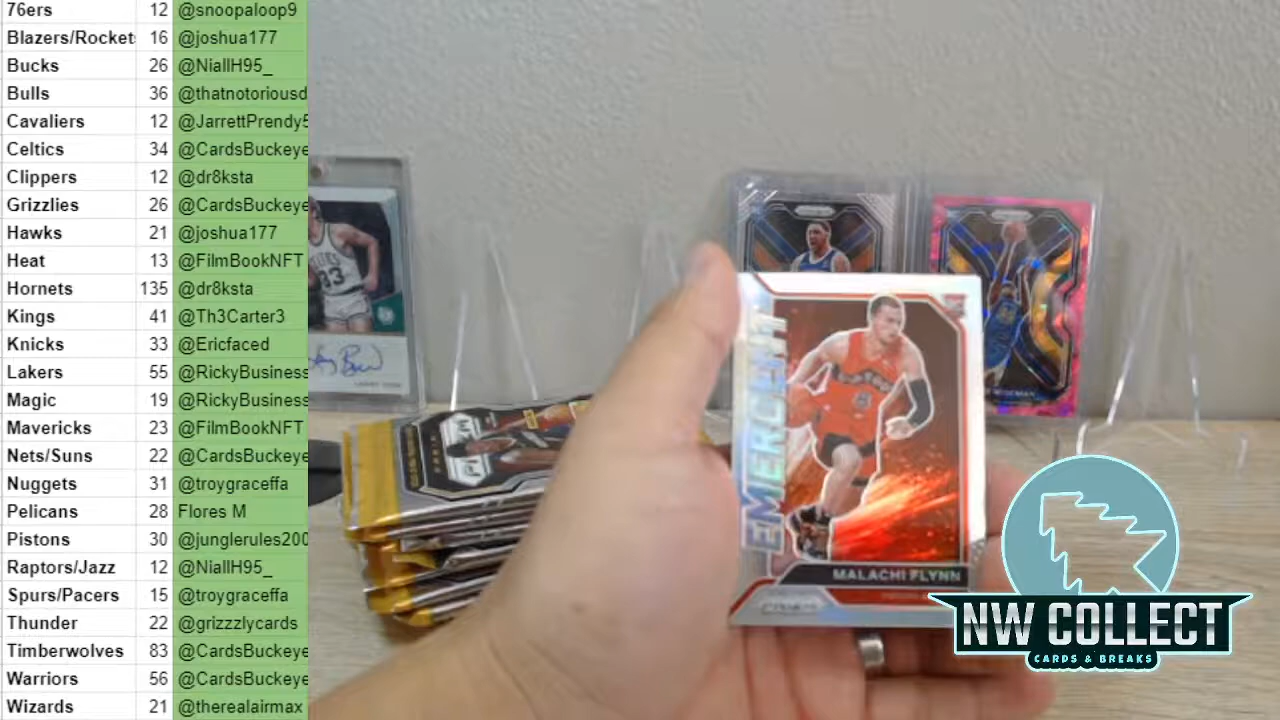 76ers 12 @snoopaloop9
Blazers/Rocket 16 @joshua177
Bucks 26 @NiallH95_
Bulls 36 @thatnotoriousd
Cavaliers 12 @JarrettPrendy5
Celtics 34 @CardsBuckeye
Clippers 12 @dr8ksta
Grizzlies 26 @CardsBuckeye
Hawks 21 @joshua177
Heat 13 @FilmBookNFT
Hornets 135 @dr8ksta
Kings 41 @Th3Carter3
Knicks 33 @Ericfaced
Lakers 55 @RickyBusiness
Magic 19 @RickyBusiness
Mavericks 23 @FilmBookNFT
Nets/Suns 22 @CardsBuckeye
Nuggets 31 @troygraceffa
Pelicans 28 Flores M
Pistons 30 @junglerules200
Raptors/Jazz 12 @NiallH95_
Spurs/Pacers 15 @troygraceffa
Thunder 22 @grizzzlycards
Timberwolves 83 @CardsBuckeye
Warriors 56 @CardsBuckeye
Wizards 21 @therealairmax
33
EMERGENT
MALACHI FLYNN
NW COLLECT
CARDS & BREAKS